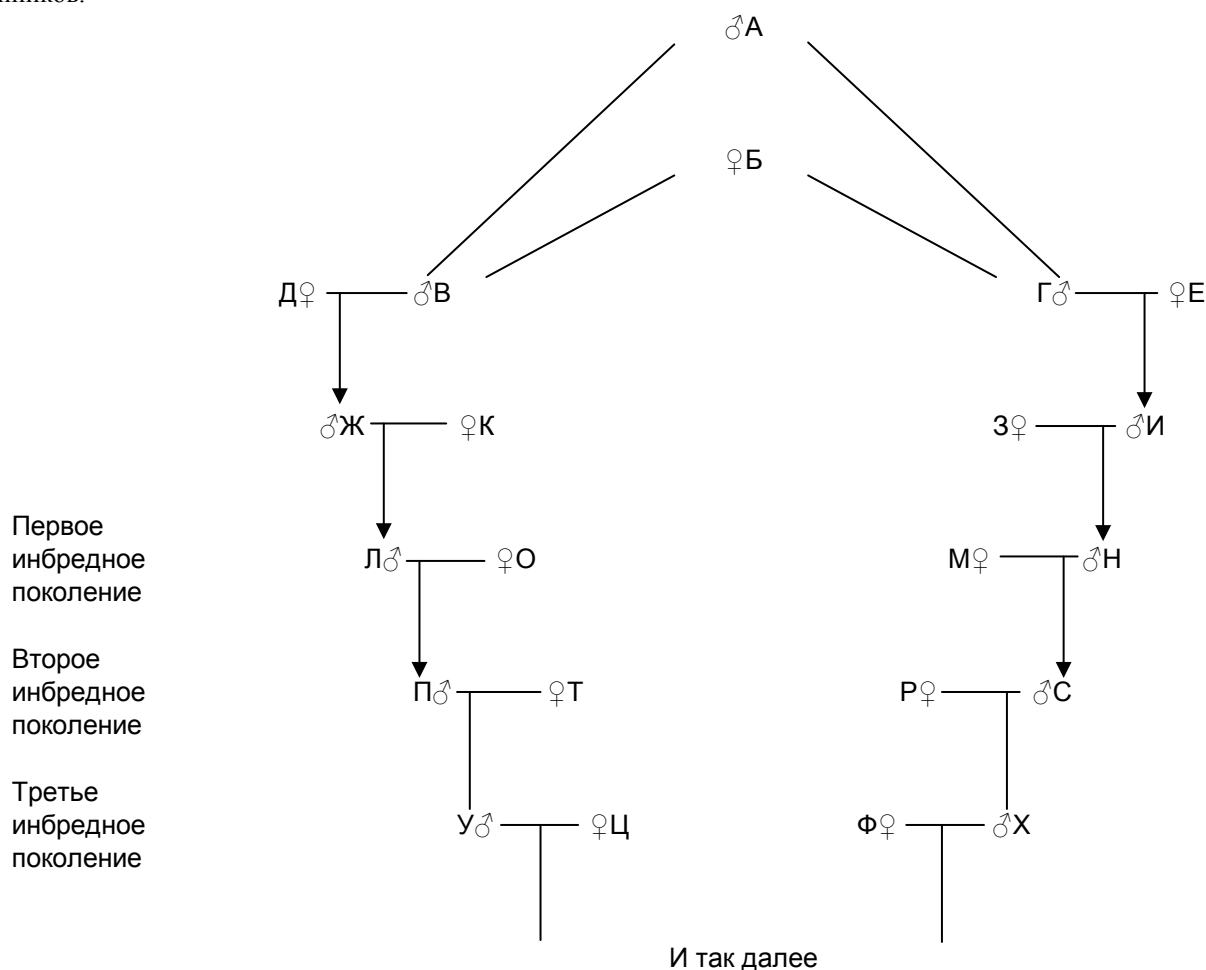 ♂А
♀Б
Д♀ ♂В Г♂ ♀Е
♂Ж ♀К З♀ ♂И
Первое
инбредное
поколение
Л♂ ♀О М♀ ♂Н
Второе
инбредное
поколение
П♂ ♀Т Р♀ ♂С
Третье
инбредное
поколение
У♂ ♀Ц Ф♀ ♂Х
И так далее